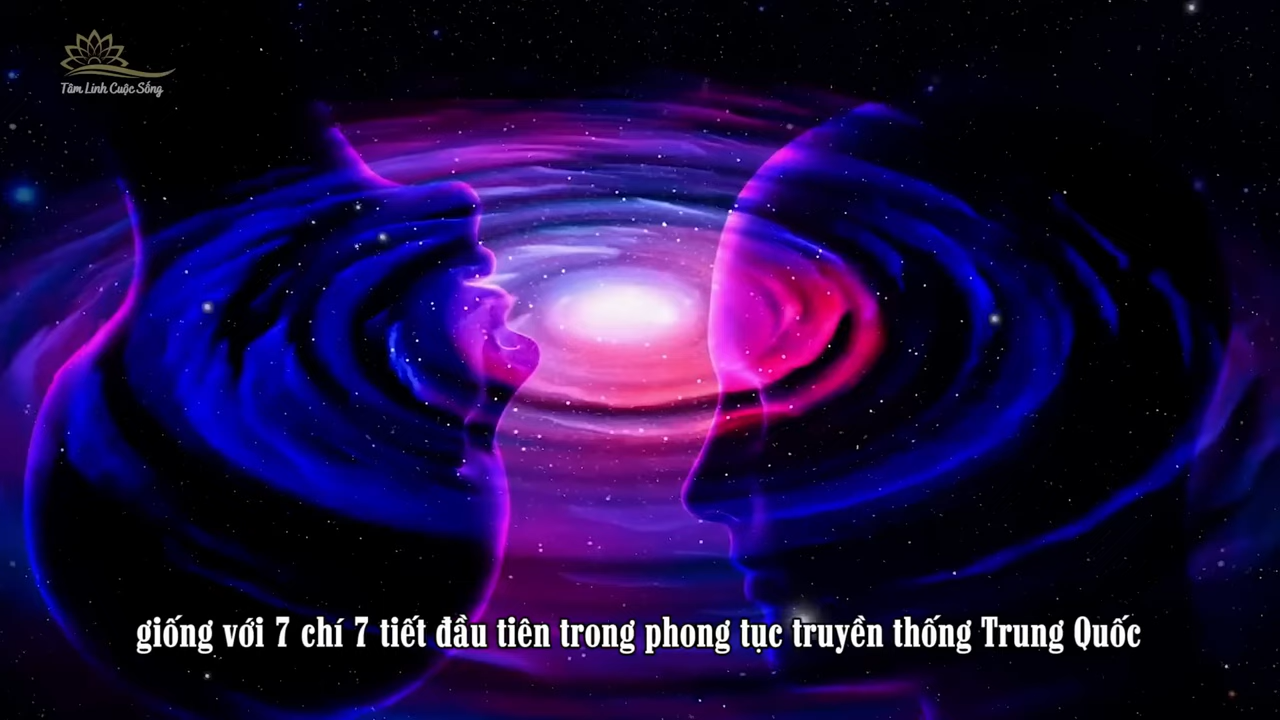 Tâm Linh Cuộc Sống
giống với 7 chí 7 tiết đầu tiên trong phong tục truyền thống Trung Quốc